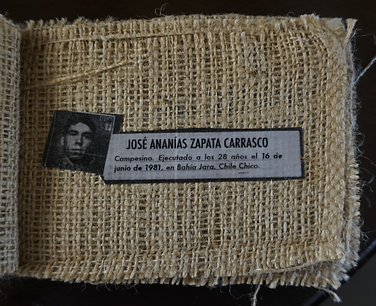 JOSÉ ANANÍAS ZAPATA CARRASCO
Campesino. Ejecutado a los 28 años el 16 de
junio de 1981, en Bahía Jara, Chile Chico.